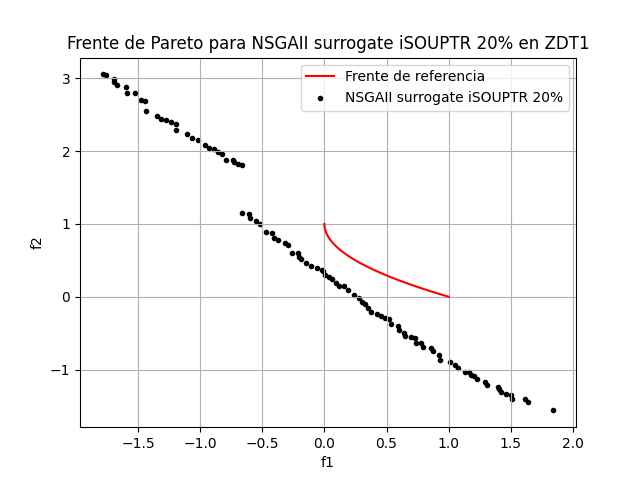 Frente de Pareto para NSGAII surrogate iSOUPTR 20% en ZDT1
Frente de referencia
NSGAII surrogate iSOUPTR 20%
3
2
1
0
−1
f2
−1.5
−1.0
−0.5
0.0
0.5
1.0
1.5
2.0
f1